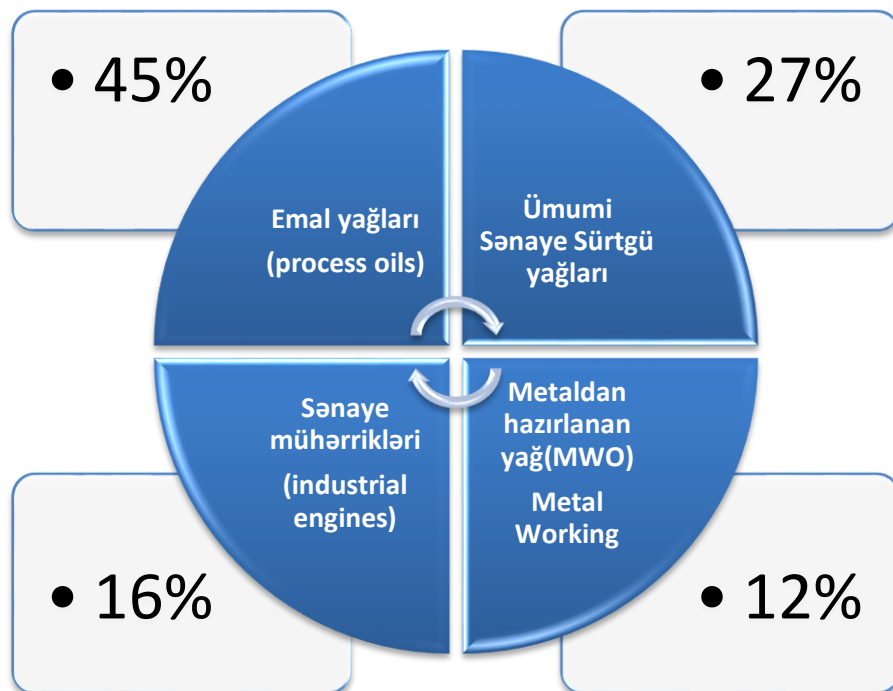 • 45%
• 27%
Emal yağları
(process oils)
Ümumi
Sənaye Sürtgü
yağları
Sənaye
mühərrikləri
(industrial
engines)
Metaldan
hazırlanan
yağ(MWO)
Metal
Working
• 16%
• 12%